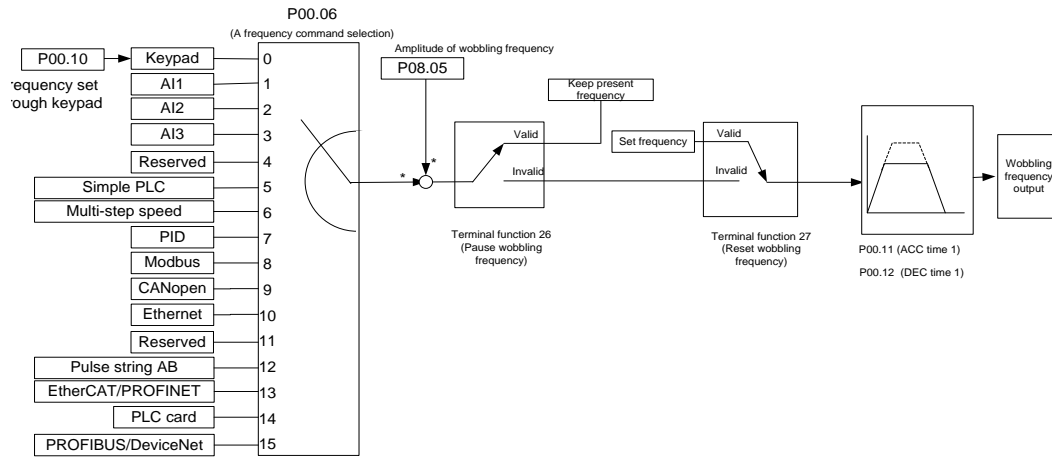 P00.06
(A frequency command selection)
P00.10
requency set
ough keypad
Keypad 0
AI1 1
AI2 2
AI3 3
Reserved 4
Simple PLC 5
Multi-step speed 6
PID 7
Modbus 8
CANopen 9
Ethernet 10
Reserved 11
Pulse string AB 12
EtherCAT/PROFINET 13
PLC card 14
PROFIBUS/DeviceNet 15
Amplitude of wobbling frequency
P08.05
*
*
Keep present
frequency
Valid
Invalid
Terminal function 26
(Pause wobbling
frequency)
Set frequency
Valid
Invalid
Terminal function 27
(Reset wobbling
frequency)
P00.11 (ACC time 1)
P00.12 (DEC time 1)
Wobbling
frequency
output